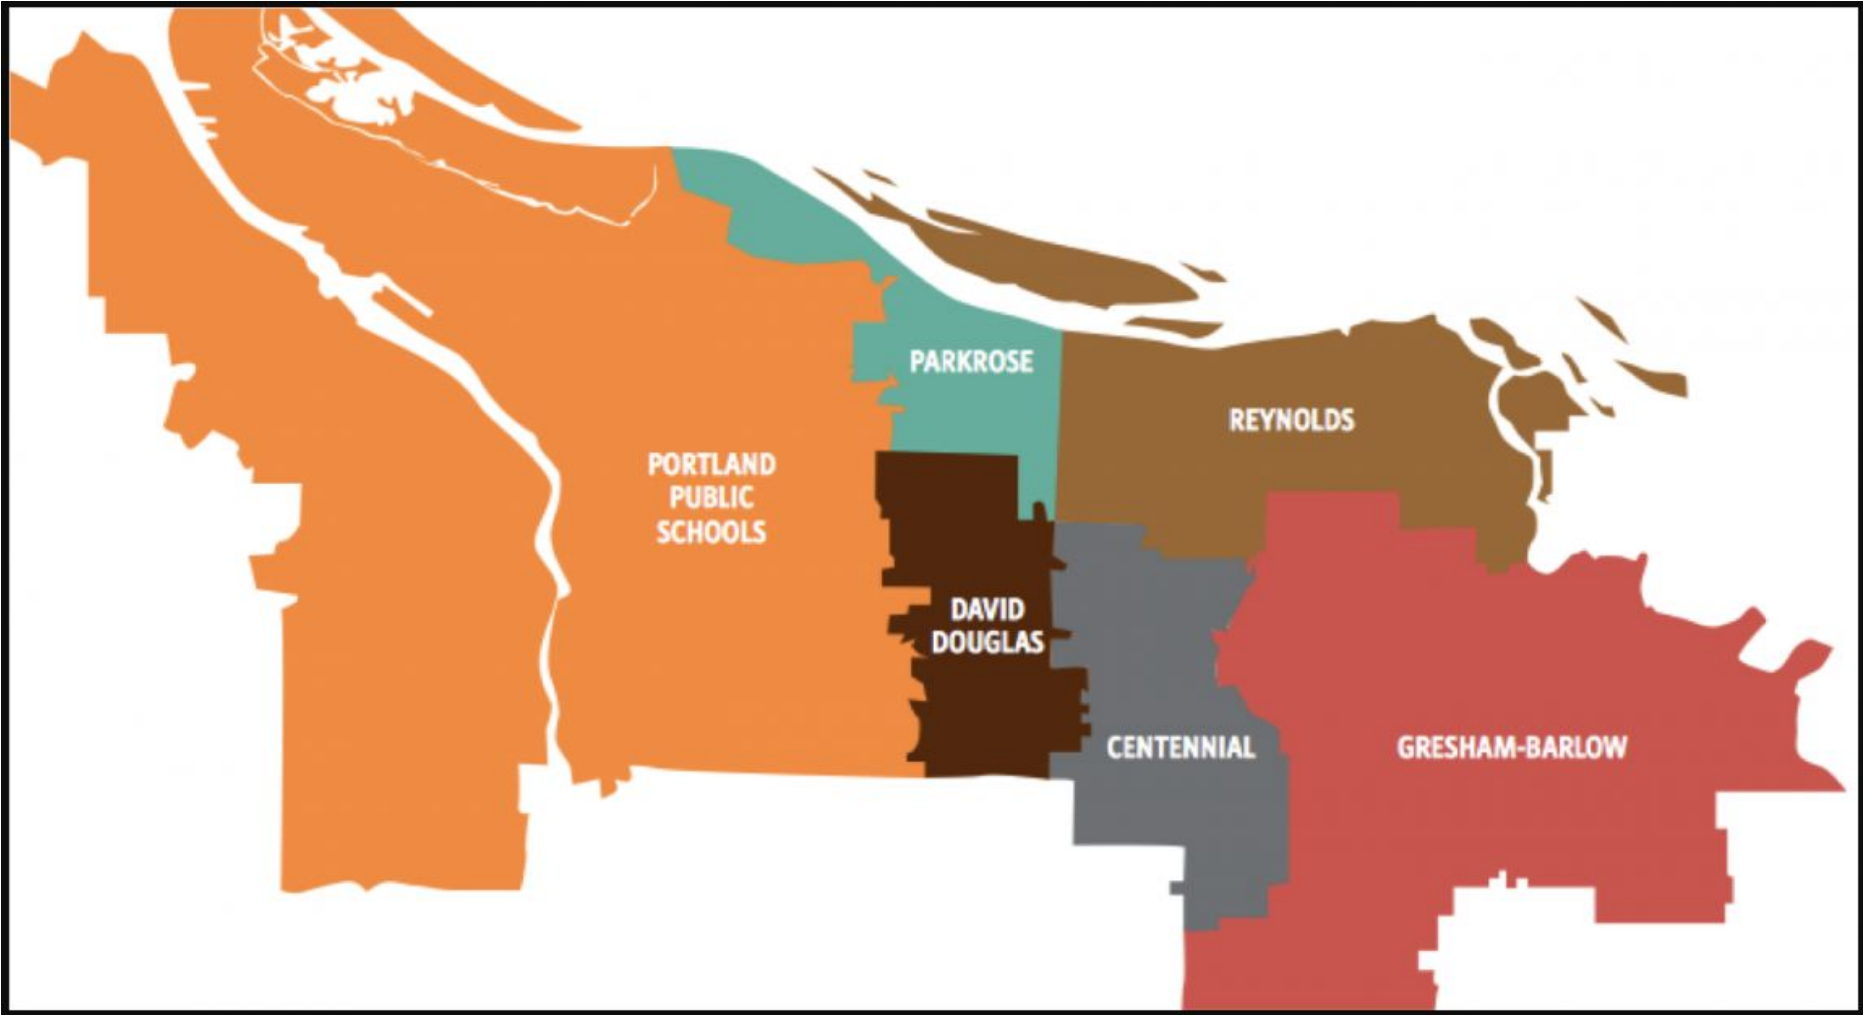 PARKROSE
REYNOLDS
PORTLAND
PUBLIC
SCHOOLS
DAVID
DOUGLAS
CENTENNIAL
GRESHAM-BARLOW